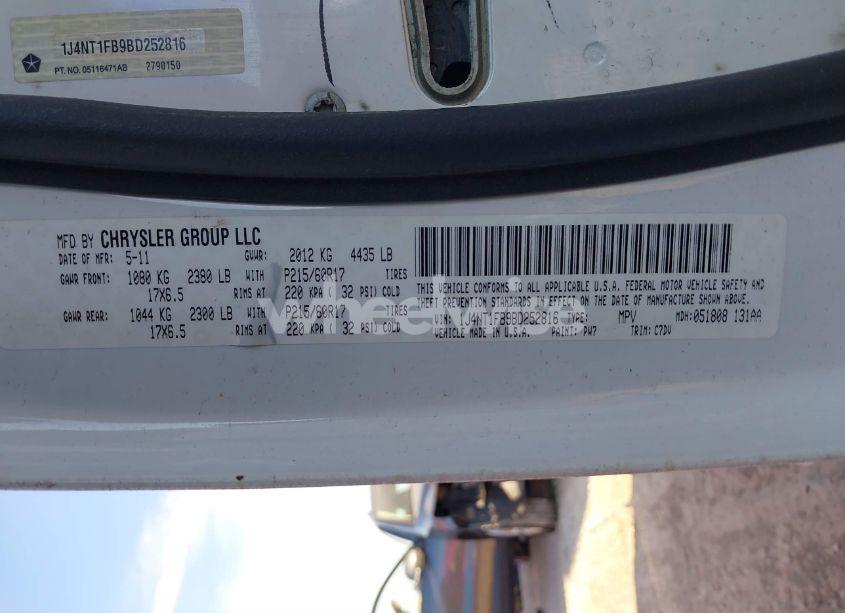 1J4NT1FB9BD252816
PT. NO. 05116471AB 2790150
MFD BY CHRYSLER GROUP LLC
DATE OF MFR: 5-11 GVWR: 2012 KG 4435 LB
GAWR FRONT: 1080 KG 2380 LB WITH P215/60R17 TIRES
17X6.5 RIMS AT 220 KPA ( 32 PSI) COLD
GAWR REAR: 1044 KG 2300 LB WITH P215/60R17 TIRES
17X6.5 RIMS AT 220 KPA ( 32 PSI) COLD
THIS VEHICLE CONFORMS TO ALL APPLICABLE U.S.A. FEDERAL MOTOR VEHICLE SAFETY AND
THEFT PREVENTION STANDARDS IN EFFECT ON THE DATE OF MANUFACTURE SHOWN ABOVE.
VIN: 1J4NT1FB9BD252816 TYPE: MPV MDH: 051808 131AA
VEHICLE MADE IN U.S.A. PAINT: PW7 TRIM: C7DV
wheelvige